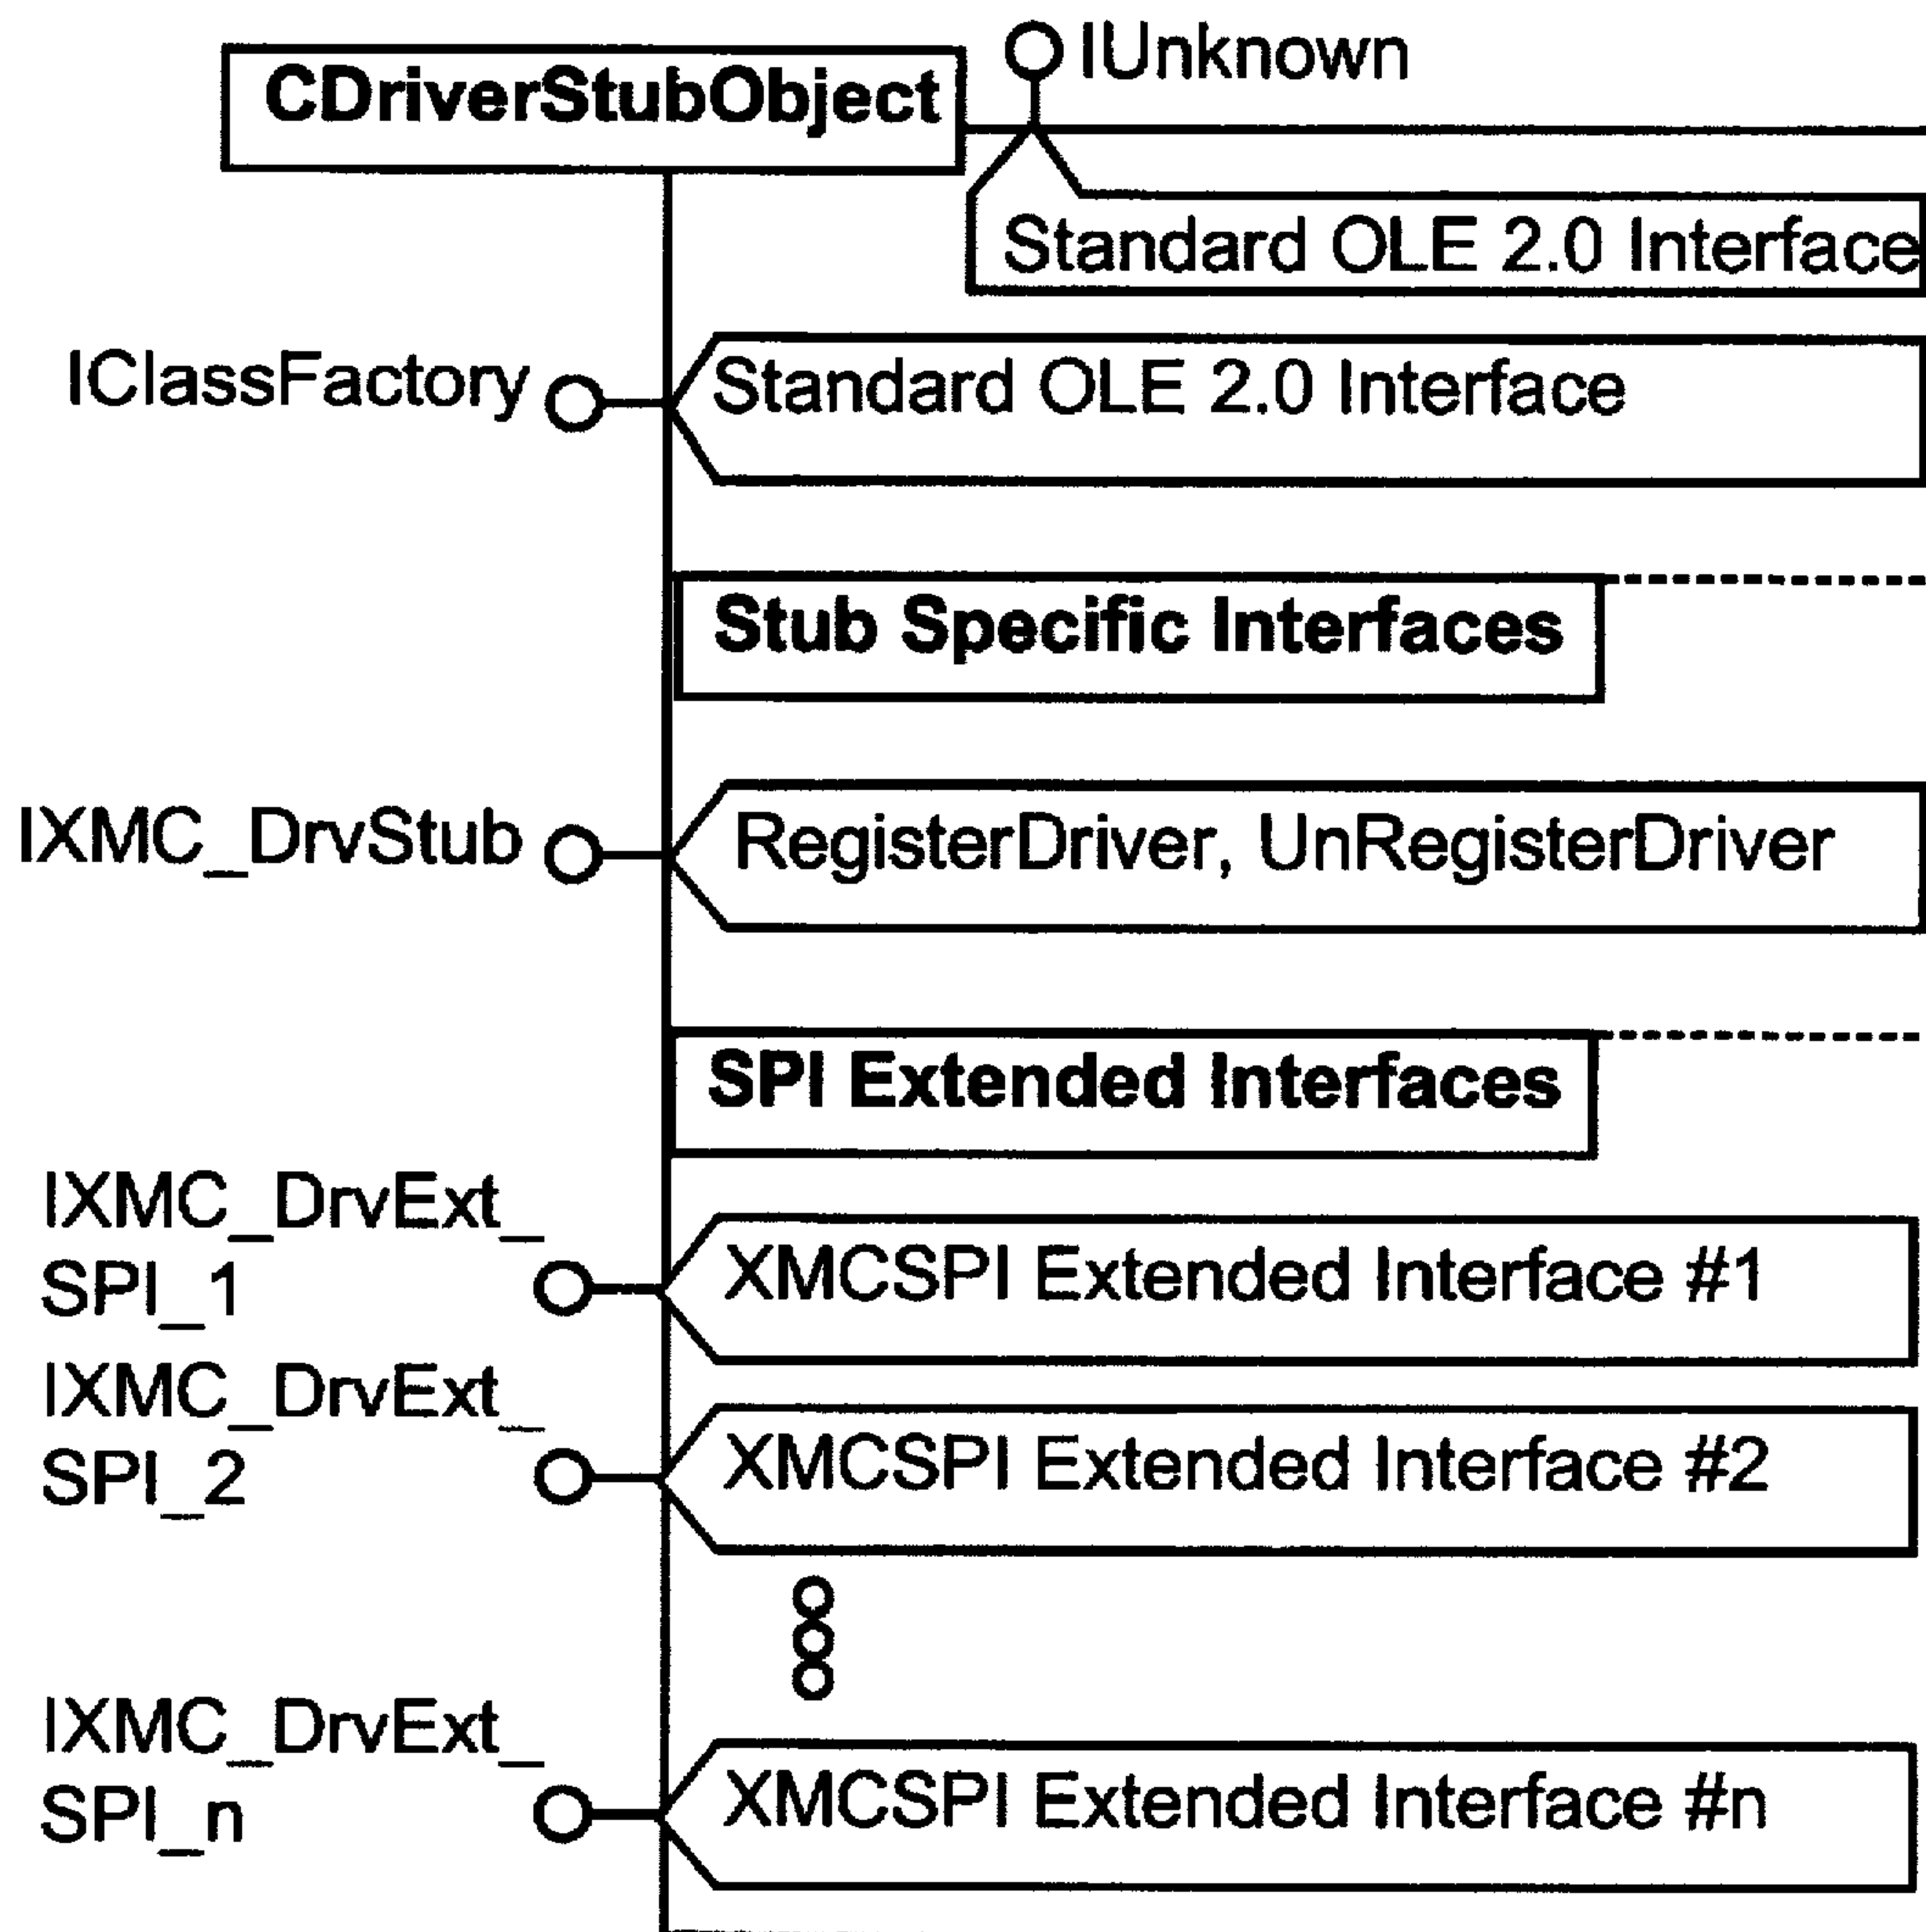 CDriverStubObject
IUnknown
Standard OLE 2.0 Interface
IClassFactory
Standard OLE 2.0 Interface
Stub Specific Interfaces
IXMC_DrvStub
RegisterDriver, UnRegisterDriver
SPI Extended Interfaces
IXMC_DrvExt_
SPI_1
XMCSPI Extended Interface #1
IXMC_DrvExt_
SPI_2
XMCSPI Extended Interface #2
IXMC_DrvExt_
SPI_n
XMCSPI Extended Interface #n